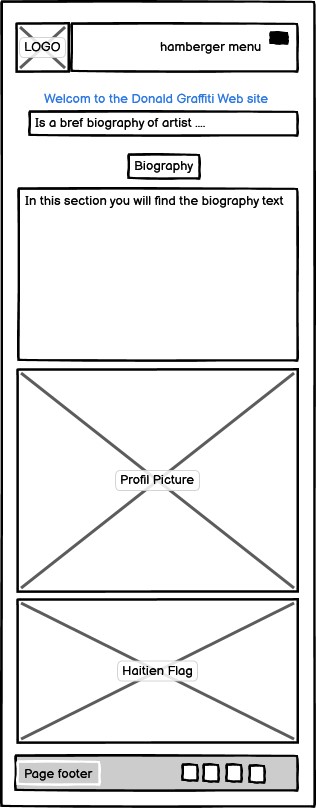 LOGO
hamberger menu
Welcom to the Donald Graffiti Web site
Is a bref biography of artist ....
Biography
In this section you will find the biography text
Profil Picture
Haitien Flag
Page footer